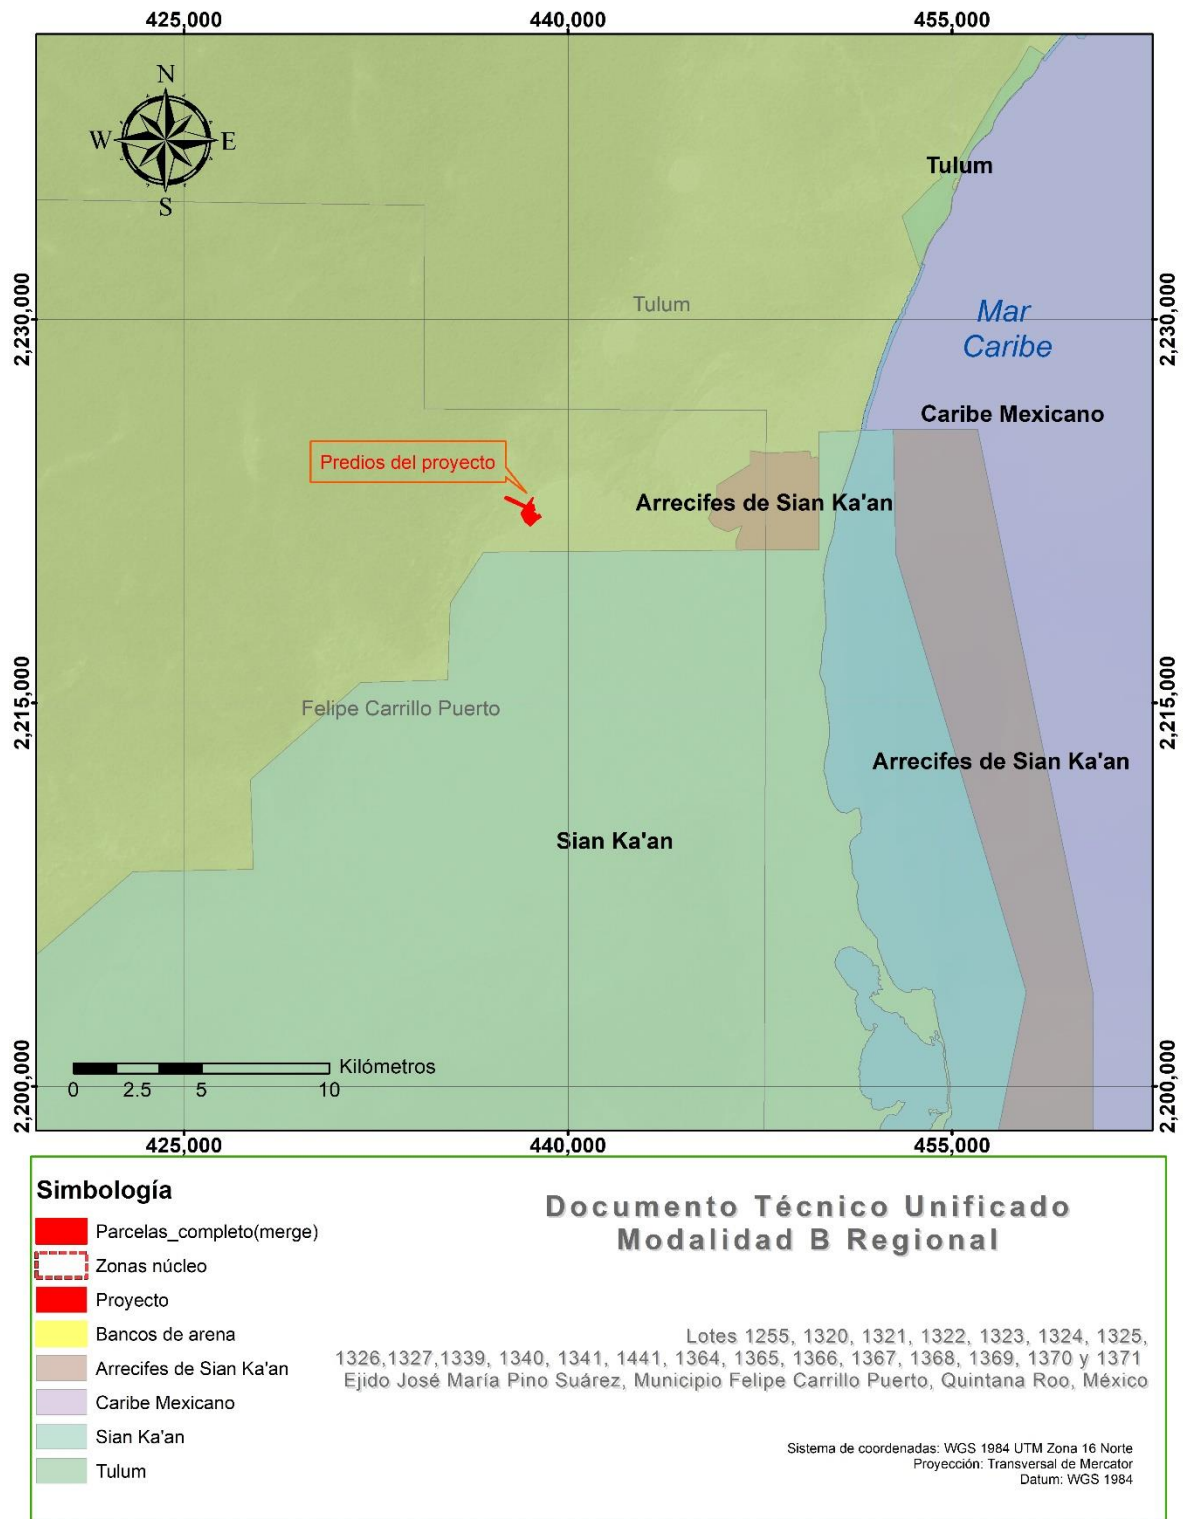 425,000
440,000
455,000
N
W
E
S
Tulum
2,230,000
Tulum
Mar
Caribe
2,230,000
Caribe Mexicano
Predios del proyecto
Arrecifes de Sian Ka'an
2,215,000
Felipe Carrillo Puerto
2,215,000
Arrecifes de Sian Ka'an
Sian Ka'an
Kilómetros
0 2.5 5 10
2,200,000
2,200,000
425,000
440,000
455,000
Simbología
Parcelas_completo(merge)
Zonas núcleo
Proyecto
Bancos de arena
Arrecifes de Sian Ka'an
Caribe Mexicano
Sian Ka'an
Tulum
Documento Técnico Unificado
Modalidad B Regional
Lotes 1255, 1320, 1321, 1322, 1323, 1324, 1325,
1326,1327,1339, 1340, 1341, 1441, 1364, 1365, 1366, 1367, 1368, 1369, 1370 y 1371
Ejido José María Pino Suárez, Municipio Felipe Carrillo Puerto, Quintana Roo, México
Sistema de coordenadas: WGS 1984 UTM Zona 16 Norte
Proyección: Transversal de Mercator
Datum: WGS 1984